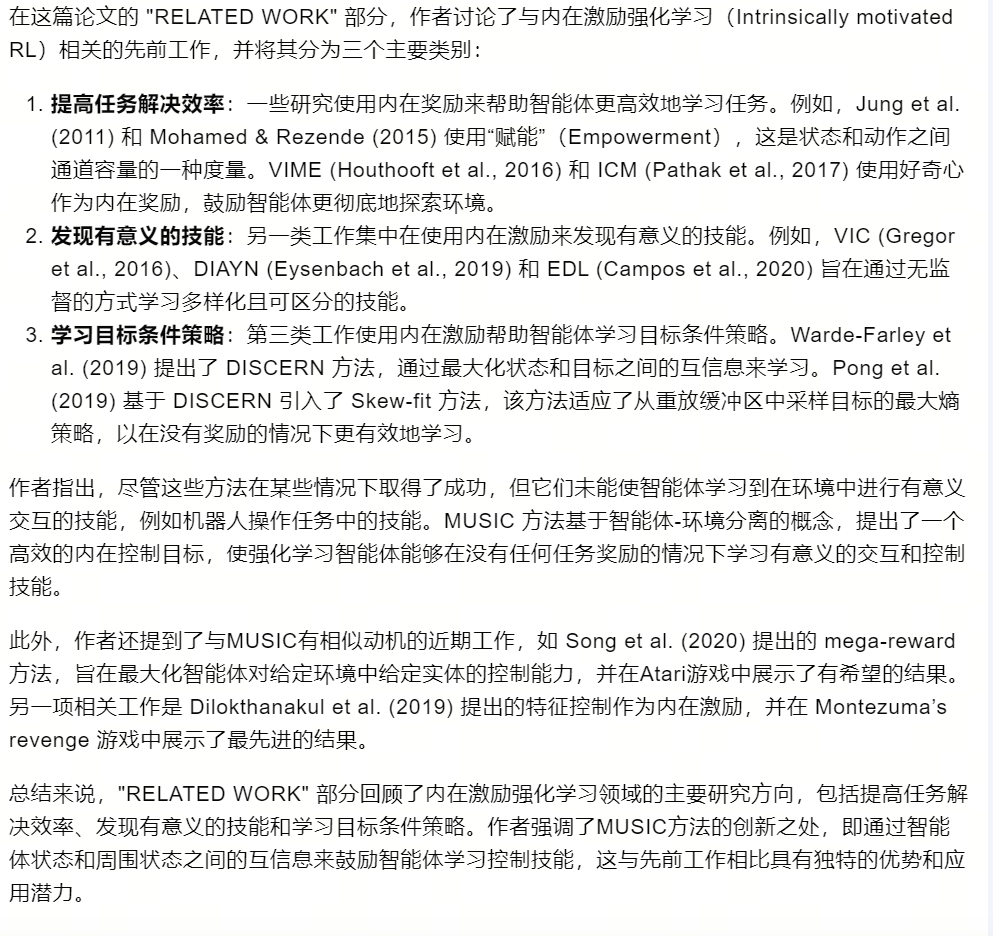 在这篇论文的 "RELATED WORK" 部分，作者讨论了与内在激励强化学习（Intrinsically motivated
RL）相关的先前工作，并将其分为三个主要类别：
1. 提高任务解决效率：一些研究使用内在奖励来帮助智能体更高效地学习任务。例如，Jung et al.
(2011) 和 Mohamed & Rezende (2015) 使用“赋能”（Empowerment），这是状态和动作之间
通道容量的一种度量。VIME (Houthooft et al., 2016) 和 ICM (Pathak et al., 2017) 使用好奇心
作为内在奖励，鼓励智能体更彻底地探索环境。
2. 发现有意义的技能：另一类工作集中在使用内在激励来发现有意义的技能。例如，VIC (Gregor
et al., 2016)、DIAYN (Eysenbach et al., 2019) 和 EDL (Campos et al., 2020) 旨在通过无监
督的方式学习多样化且可区分的技能。
3. 学习目标条件策略：第三类工作使用内在激励帮助智能体学习目标条件策略。Warde-Farley et
al. (2019) 提出了 DISCERN 方法，通过最大化状态和目标之间的互信息来学习。Pong et al.
(2019) 基于 DISCERN 引入了 Skew-fit 方法，该方法适应了从重放缓冲区中采样目标的最大熵
策略，以在没有奖励的情况下更有效地学习。
作者指出，尽管这些方法在某些情况下取得了成功，但它们未能使智能体学习到在环境中进行有意义
交互的技能，例如机器人操作任务中的技能。MUSIC 方法基于智能体-环境分离的概念，提出了一个
高效的内在控制目标，使强化学习智能体能够在没有任何任务奖励的情况下学习有意义的交互和控制
技能。
此外，作者还提到了与MUSIC有相似动机的近期工作，如 Song et al. (2020) 提出的 mega-reward
方法，旨在最大化智能体对给定环境中给定实体的控制能力，并在Atari游戏中展示了有希望的结果。
另一项相关工作是 Dilokthanakul et al. (2019) 提出的特征控制作为内在激励，并在 Montezuma’s
revenge 游戏中展示了最先进的结果。
总结来说，"RELATED WORK" 部分回顾了内在激励强化学习领域的主要研究方向，包括提高任务解
决效率、发现有意义的技能和学习目标条件策略。作者强调了MUSIC方法的创新之处，即通过智能
体状态和周围状态之间的互信息来鼓励智能体学习控制技能，这与先前工作相比具有独特的优势和应
用潜力。